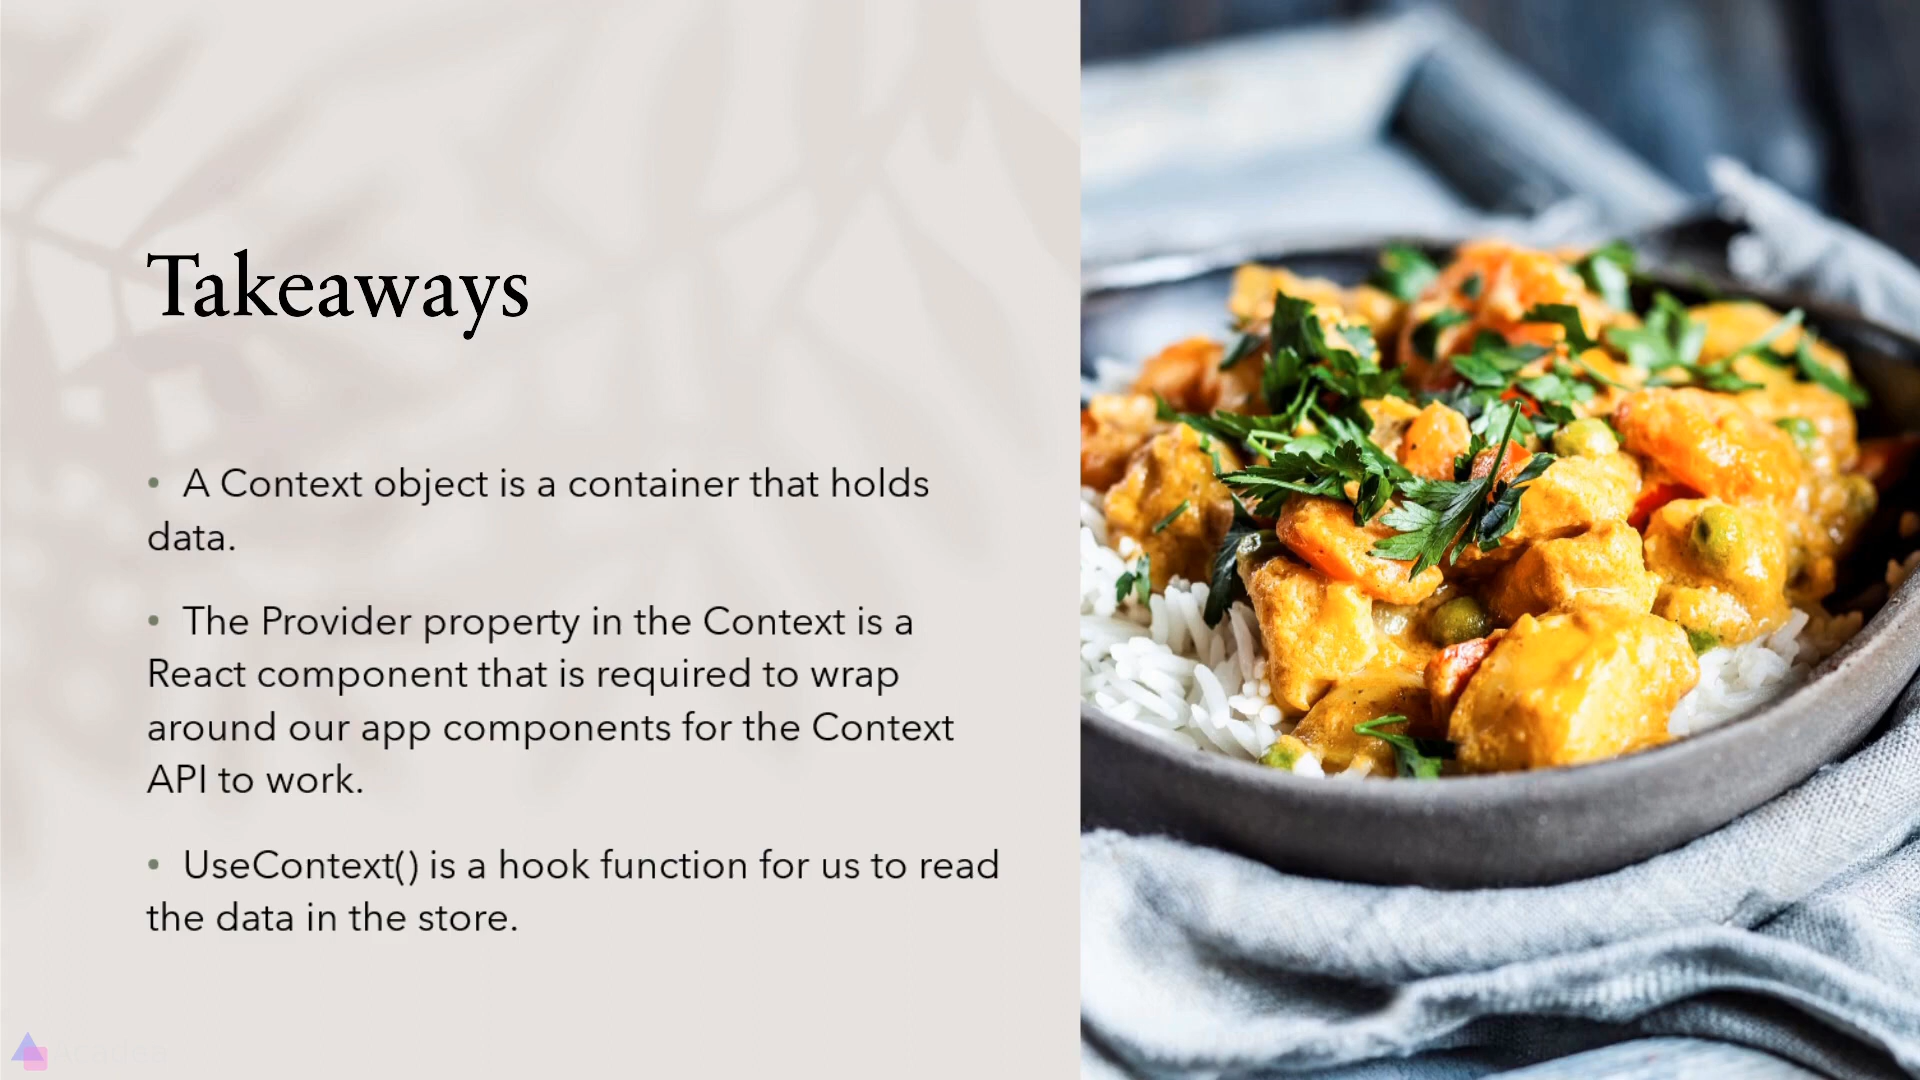 Takeaways
• A Context object is a container that holds
data.
• The Provider property in the Context is a
React component that is required to wrap
around our app components for the Context
API to work.
• UseContext() is a hook function for us to read
the data in the store.